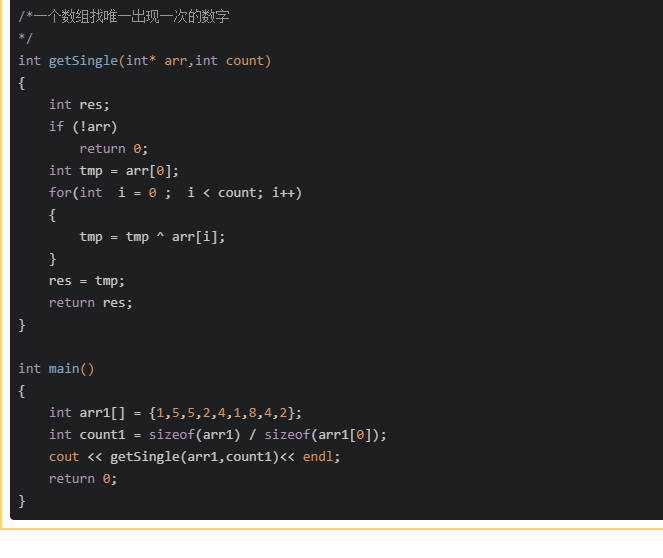 /*一个数组找唯一出现一次的数字
*/
int getSingle(int* arr,int count)
{
    int res;
    if (!arr)
        return 0;
    int tmp = arr[0];
    for(int  i = 0 ;  i < count; i++)
    {
        tmp = tmp ^ arr[i];
    }
    res = tmp;
    return res;
}

int main()
{
    int arr1[] = {1,5,5,2,4,1,8,4,2};
    int count1 = sizeof(arr1) / sizeof(arr1[0]);
    cout << getSingle(arr1,count1)<< endl;
    return 0;
}